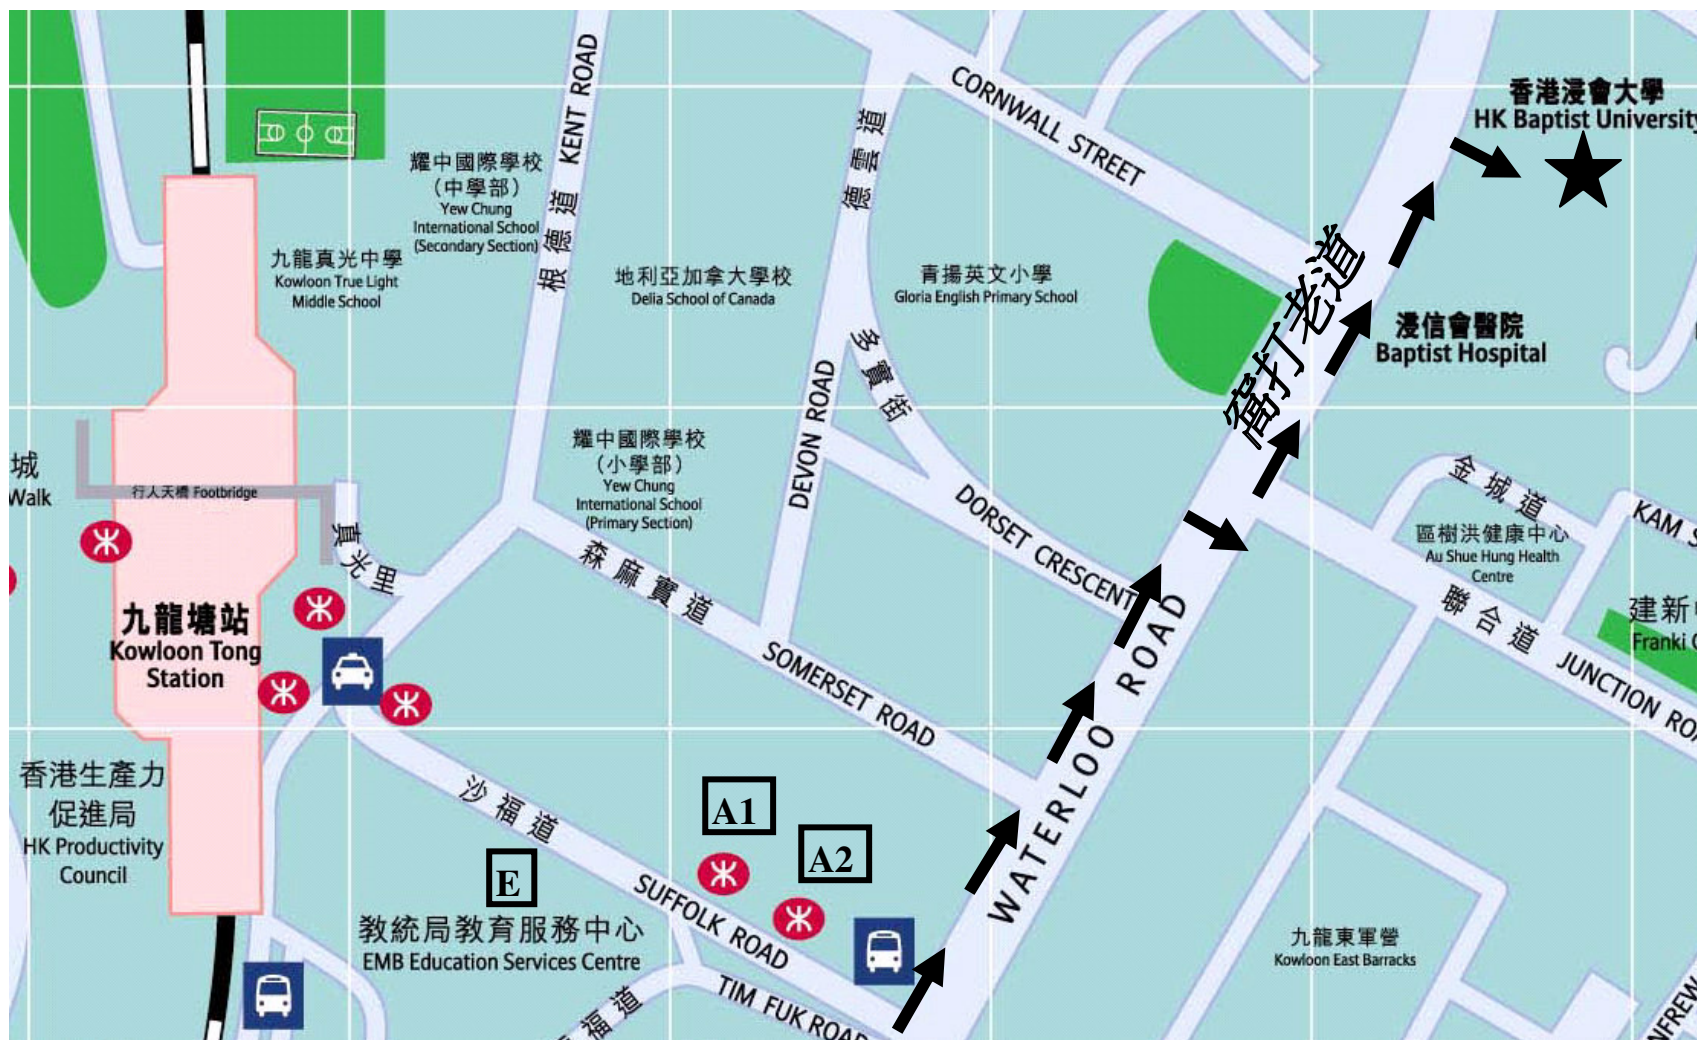 香港浸會大學
HK Baptist University
CORNWALL STREET
KENT ROAD
根德道
德雲道
耀中國際學校
（中學部）
Yew Chung
International School
(Secondary Section)
九龍真光中學
Kowloon True Light
Middle School
地利亞加拿大學校
Delia School of Canada
青揚英文小學
Gloria English Primary School
窩打老道
浸信會醫院
Baptist Hospital
多實街
DEVON ROAD
耀中國際學校
（小學部）
Yew Chung
International School
(Primary Section)
城
Walk
行人天橋 Footbridge
真光里
森麻實道
SOMERSET ROAD
DORSET CRESCENT
金城道
KAM S
區樹洪健康中心
Au Shue Hung Health
Centre
聯合道
JUNCTION ROA
建新
Franki
九龍塘站
Kowloon Tong
Station
WATERLOO ROAD
香港生產力
促進局
HK Productivity
Council
沙福道
SUFFOLK ROAD
A1
A2
E
教統局教育服務中心
EMB Education Services Centre
福道
TIM FUK ROAD
九龍東軍營
Kowloon East Barracks
NFREW